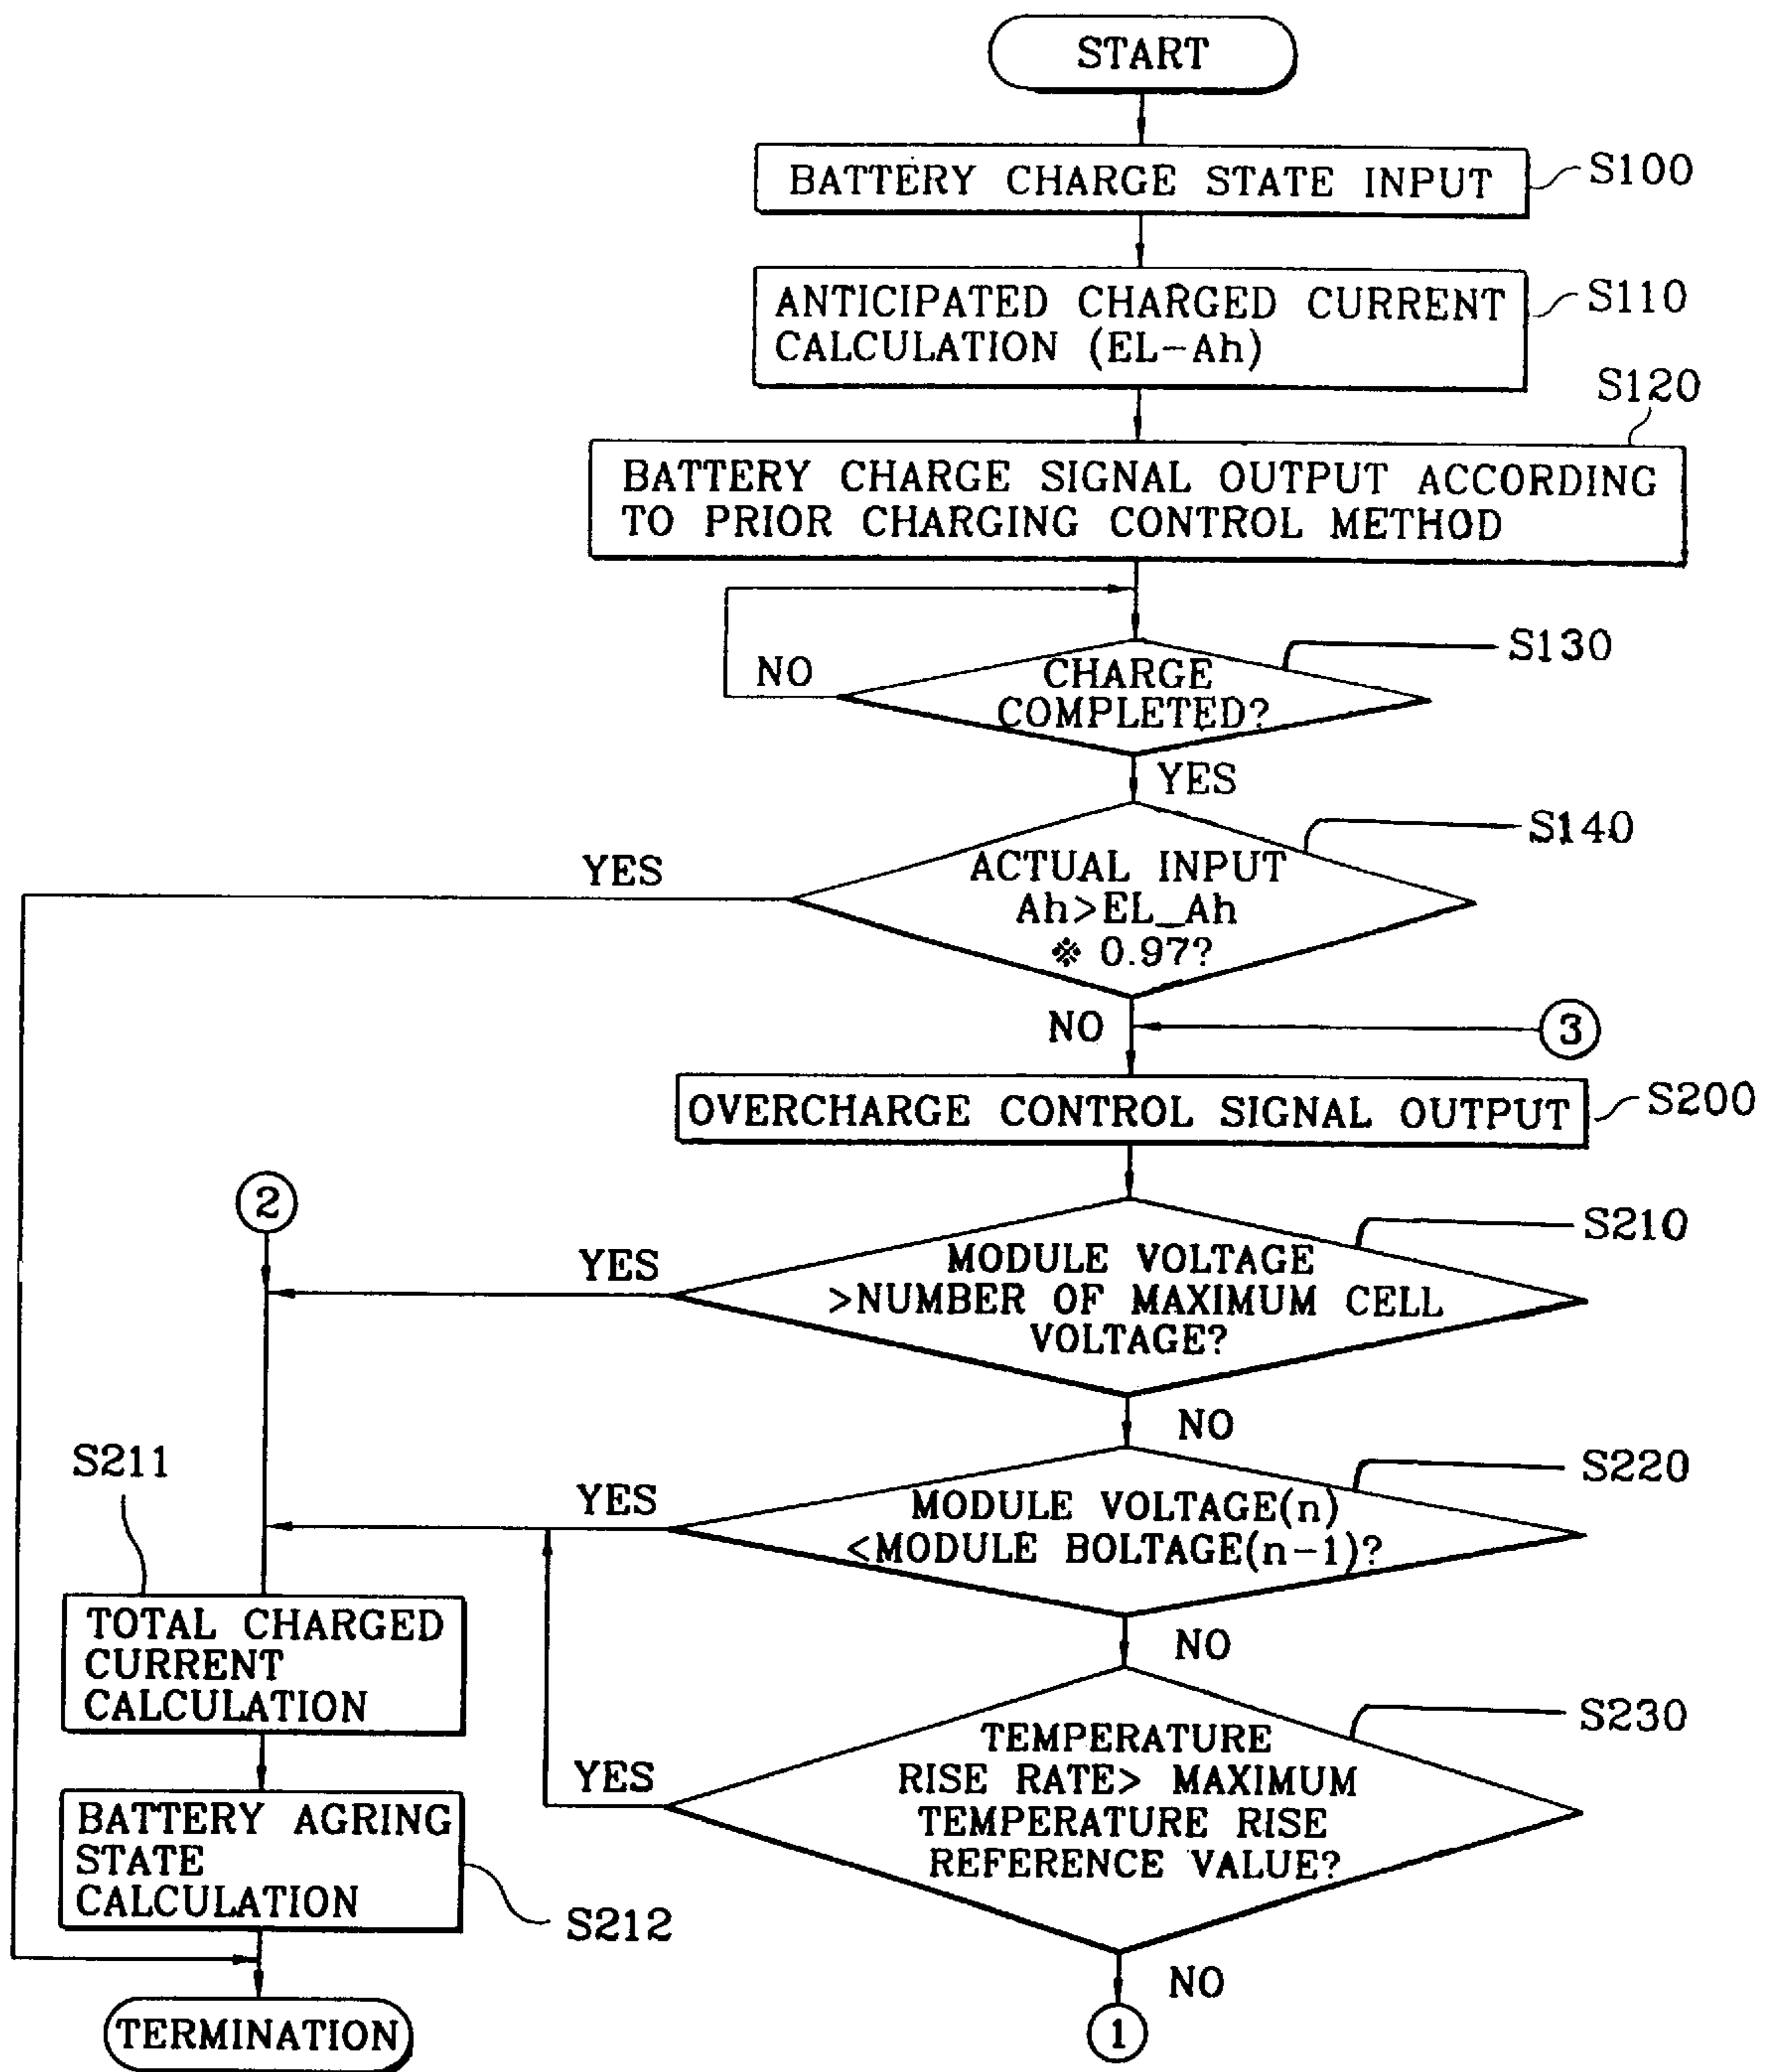 START
BATTERY CHARGE STATE INPUT
S100
ANTICIPATED CHARGED CURRENT
CALCULATION (EL-Ah)
S110
S120
BATTERY CHARGE SIGNAL OUTPUT ACCORDING
TO PRIOR CHARGING CONTROL METHOD
S130
NO
CHARGE
COMPLETED?
YES
S140
YES
ACTUAL INPUT
Ah>EL_Ah
※ 0.97?
NO
3
OVERCHARGE CONTROL SIGNAL OUTPUT
S200
2
S210
YES
MODULE VOLTAGE
>NUMBER OF MAXIMUM CELL
VOLTAGE?
NO
S211
S220
YES
MODULE VOLTAGE(n)
<MODULE BOLTAGE(n-1)?
TOTAL CHARGED
CURRENT
CALCULATION
NO
S230
YES
TEMPERATURE
RISE RATE> MAXIMUM
TEMPERATURE RISE
REFERENCE VALUE?
BATTERY AGRING
STATE
CALCULATION
S212
NO
TERMINATION
1